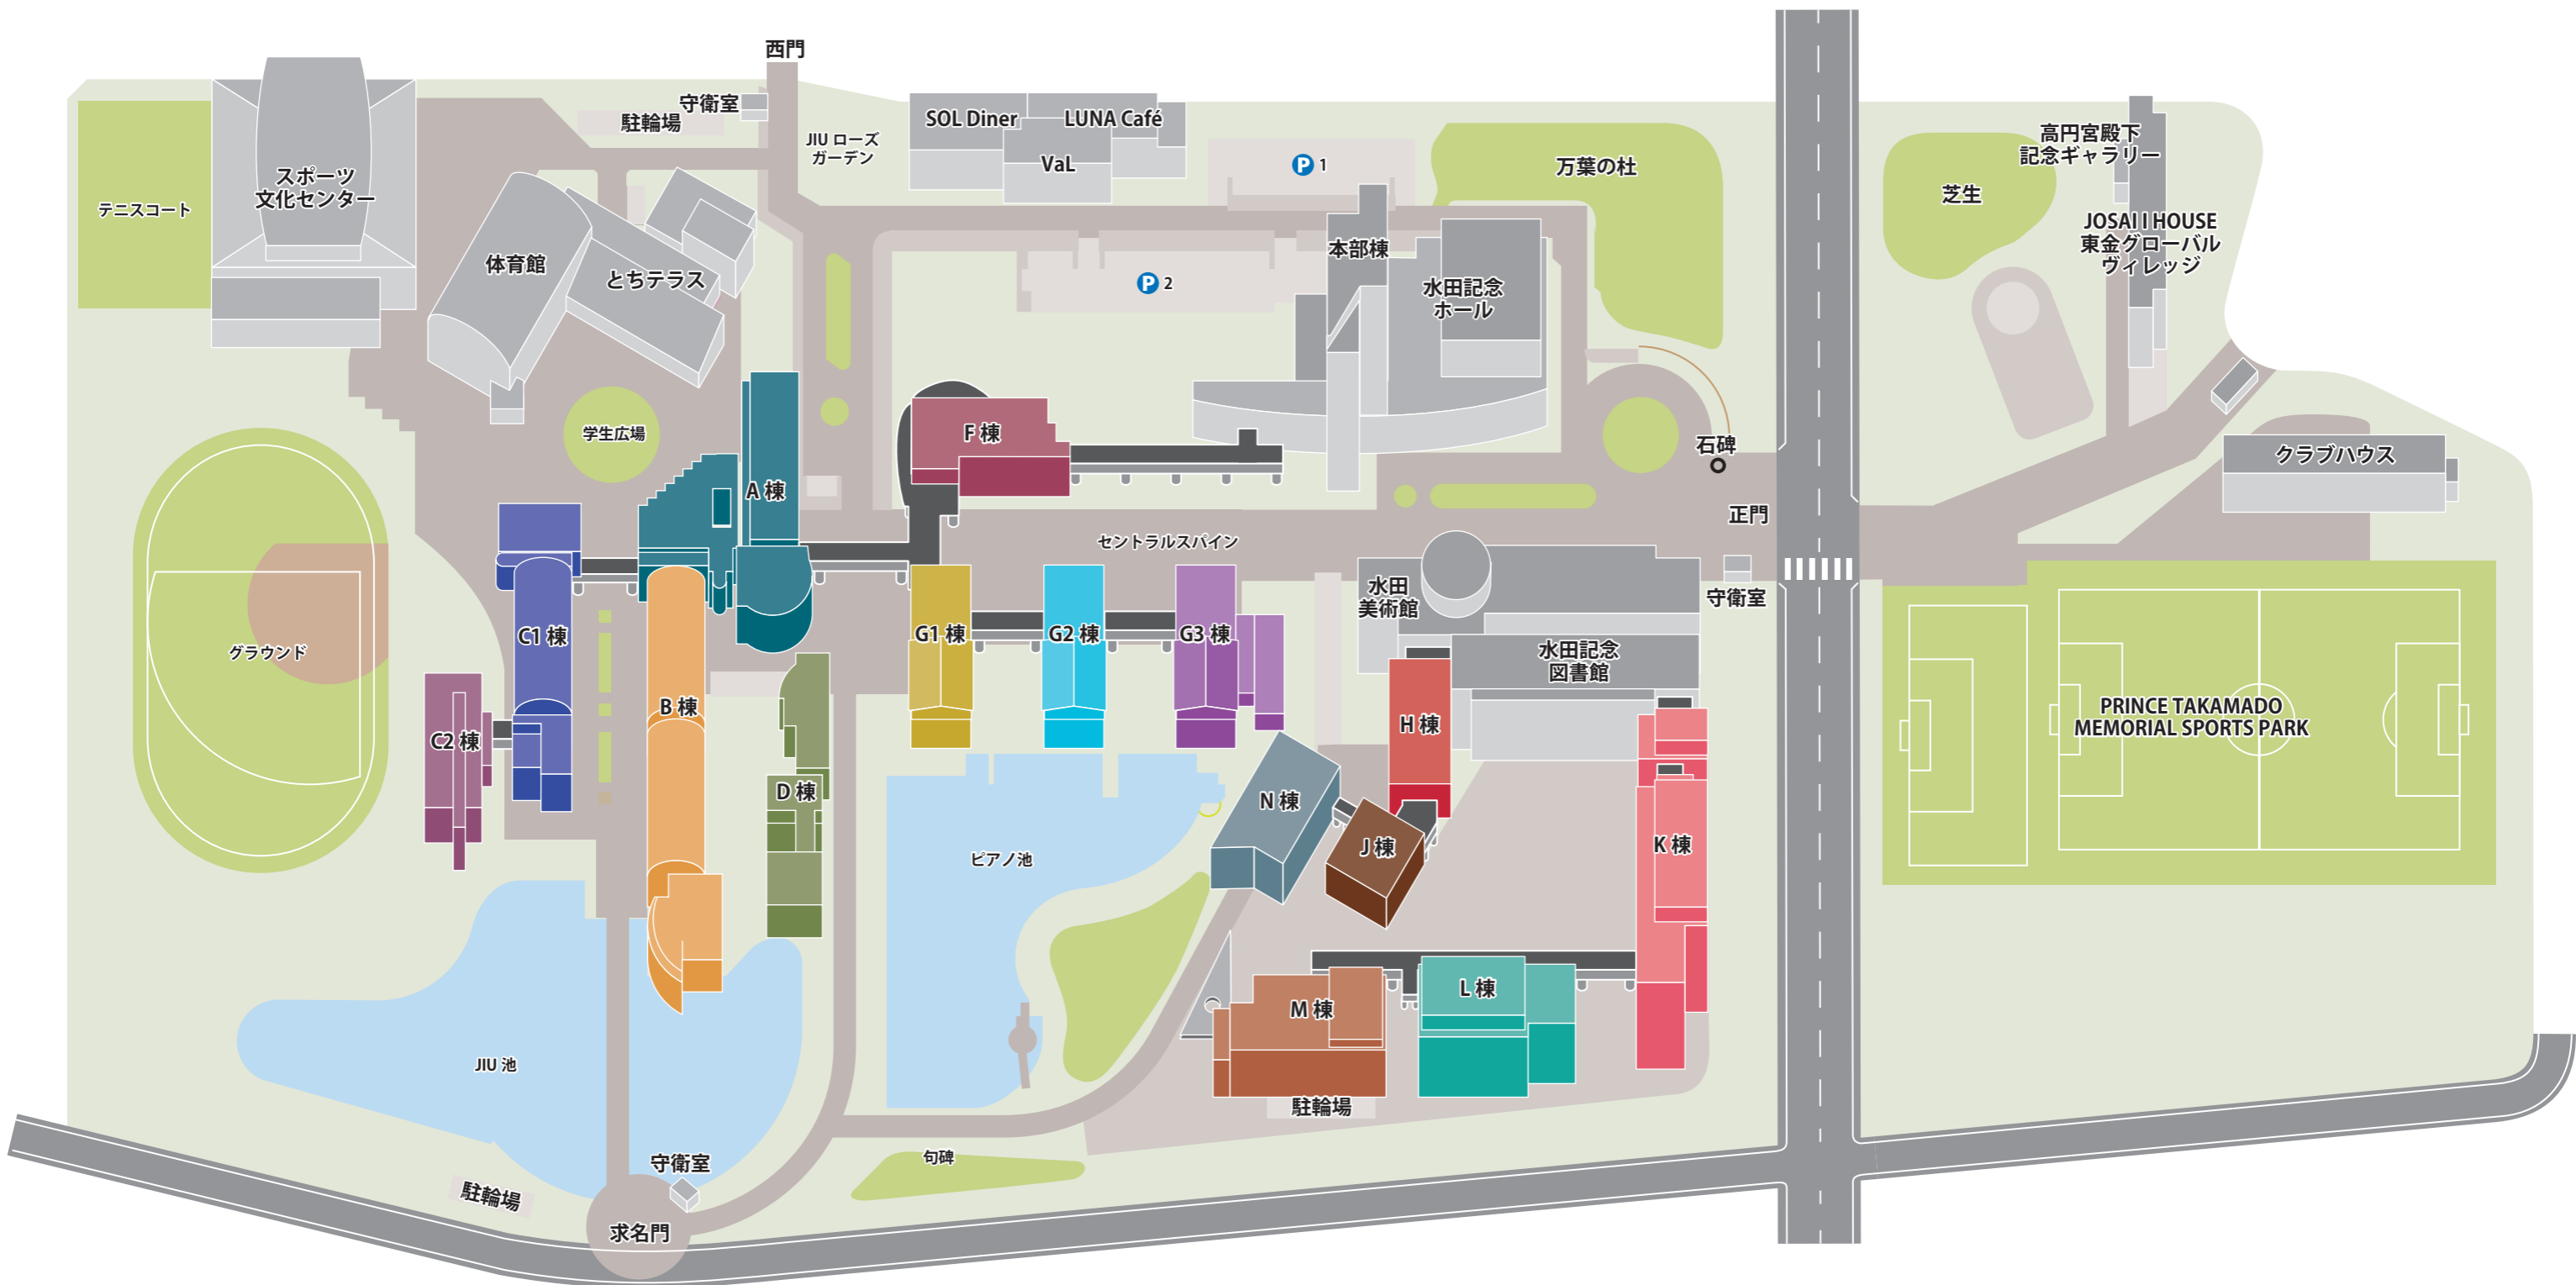 西門
守衛室
駐輪場
JIU ローズ
ガーデン
SOL Diner
LUNA Café
VaL
P 1
万葉の杜
高円宮殿下
記念ギャラリー
芝生
JOSAI I HOUSE
東金グローバル
ヴィレッジ
スポーツ
文化センター
テニスコート
体育館
とちテラス
P 2
本部棟
水田記念
ホール
学生広場
F 棟
石碑
クラブハウス
A 棟
正門
セントラルスパイン
水田
美術館
守衛室
C1 棟
G1 棟
G2 棟
G3 棟
グラウンド
水田記念
図書館
B 棟
H 棟
PRINCE TAKAMADO
MEMORIAL SPORTS PARK
C2 棟
D 棟
N 棟
J 棟
K 棟
ピアノ池
L 棟
M 棟
JIU 池
駐輪場
句碑
守衛室
駐輪場
求名門